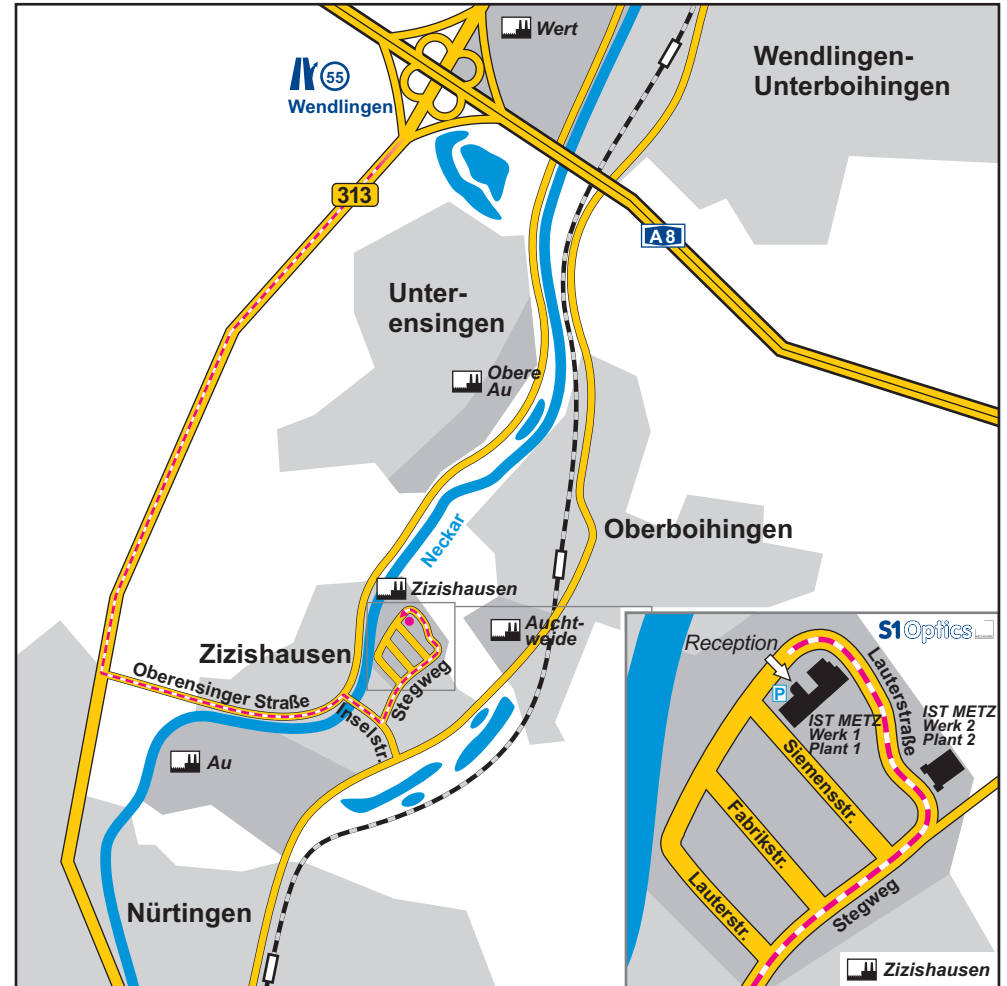 Wert
Wendlingen-
Unterboihingen
55
Wendlingen
313
A 8
Unter-
ensingen
Obere
Au
Neckar
Oberboihingen
Zizishausen
Aucht-
weide
Zizishausen
Oberensinger Straße
Stegweg
Inselstr.
Au
Nürtingen
S1 Optics
Reception
P
Lauterstraße
IST METZ
Werk 1
Plant 1
IST METZ
Werk 2
Plant 2
Siemensstr.
Fabrikstr.
Lauterstr.
Stegweg
Zizishausen